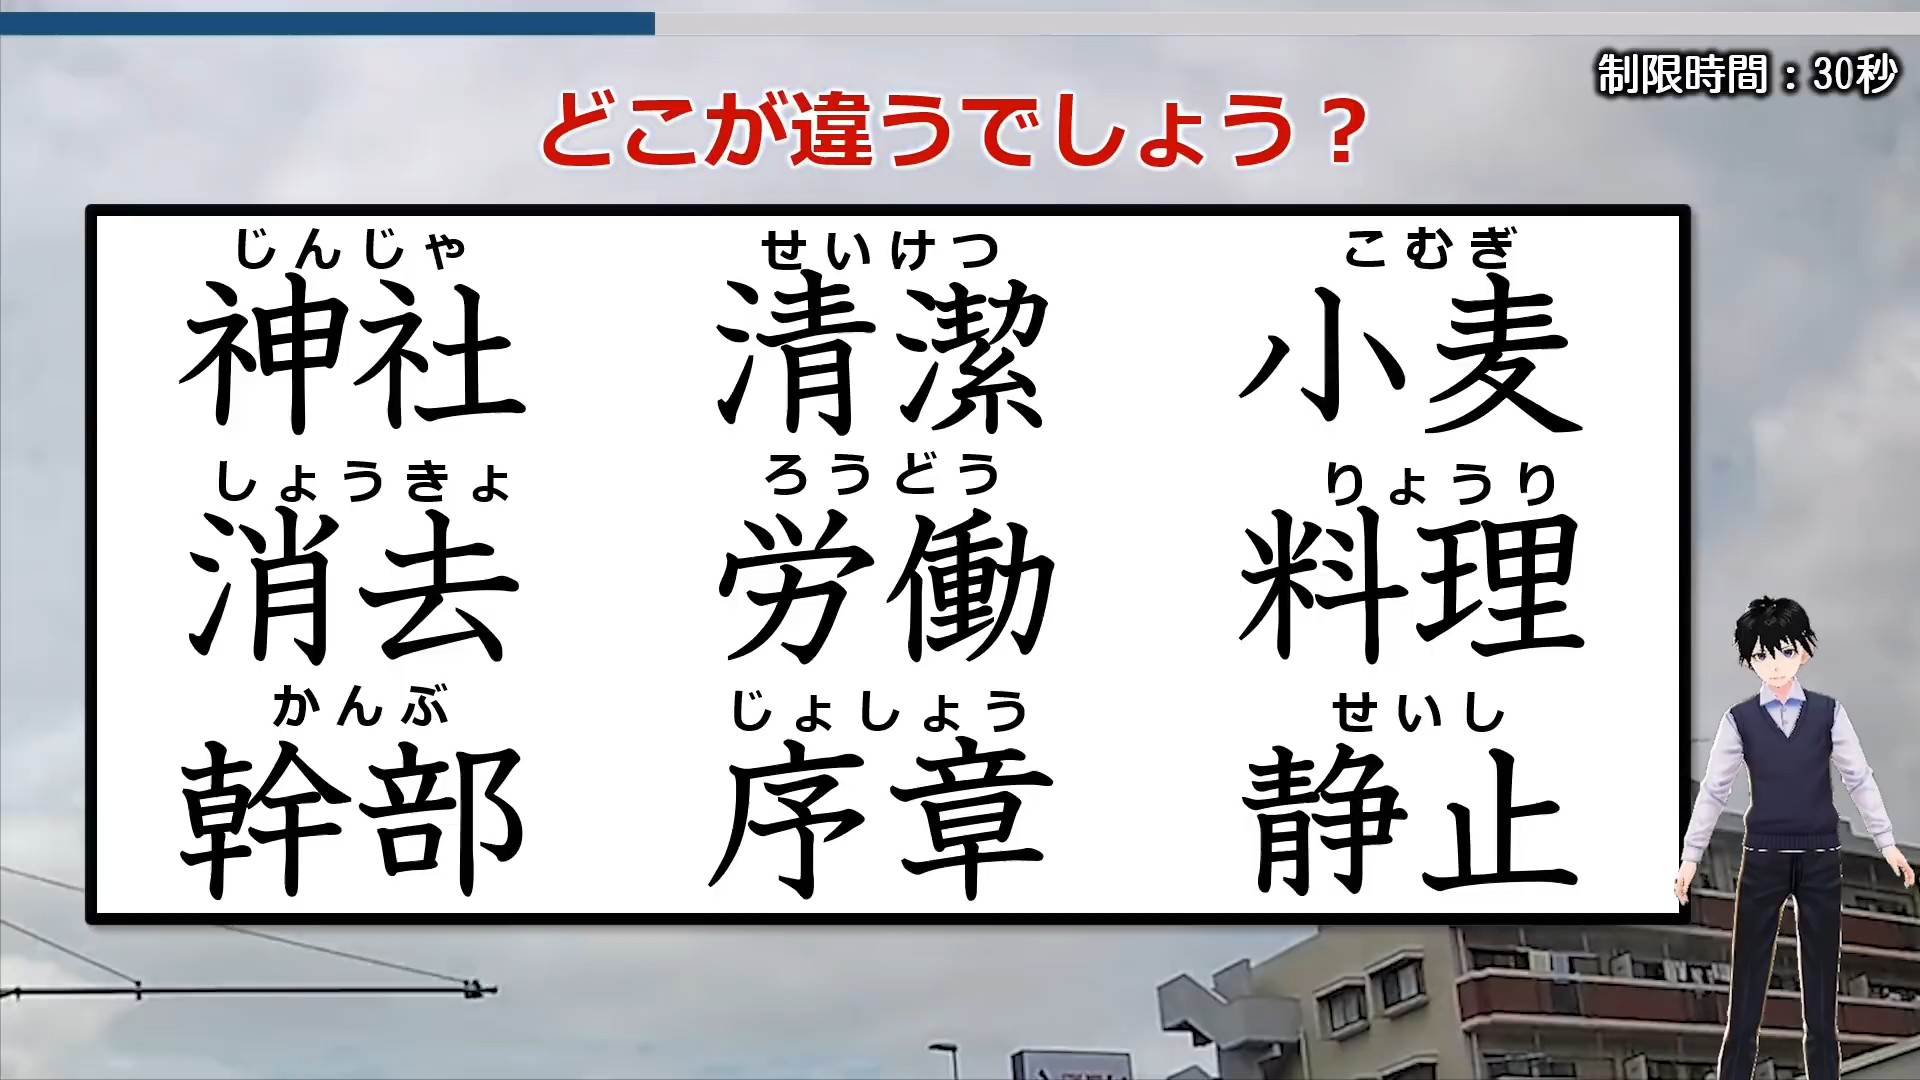 制限時間：30秒
どこが違うでしょう？
じんじゃ せいけつ こむぎ
神社 清潔 小麦
しょうきょ ろうどう りょうり
消去 労働 料理
かんぶ じょしょう せいし
幹部 序章 静止